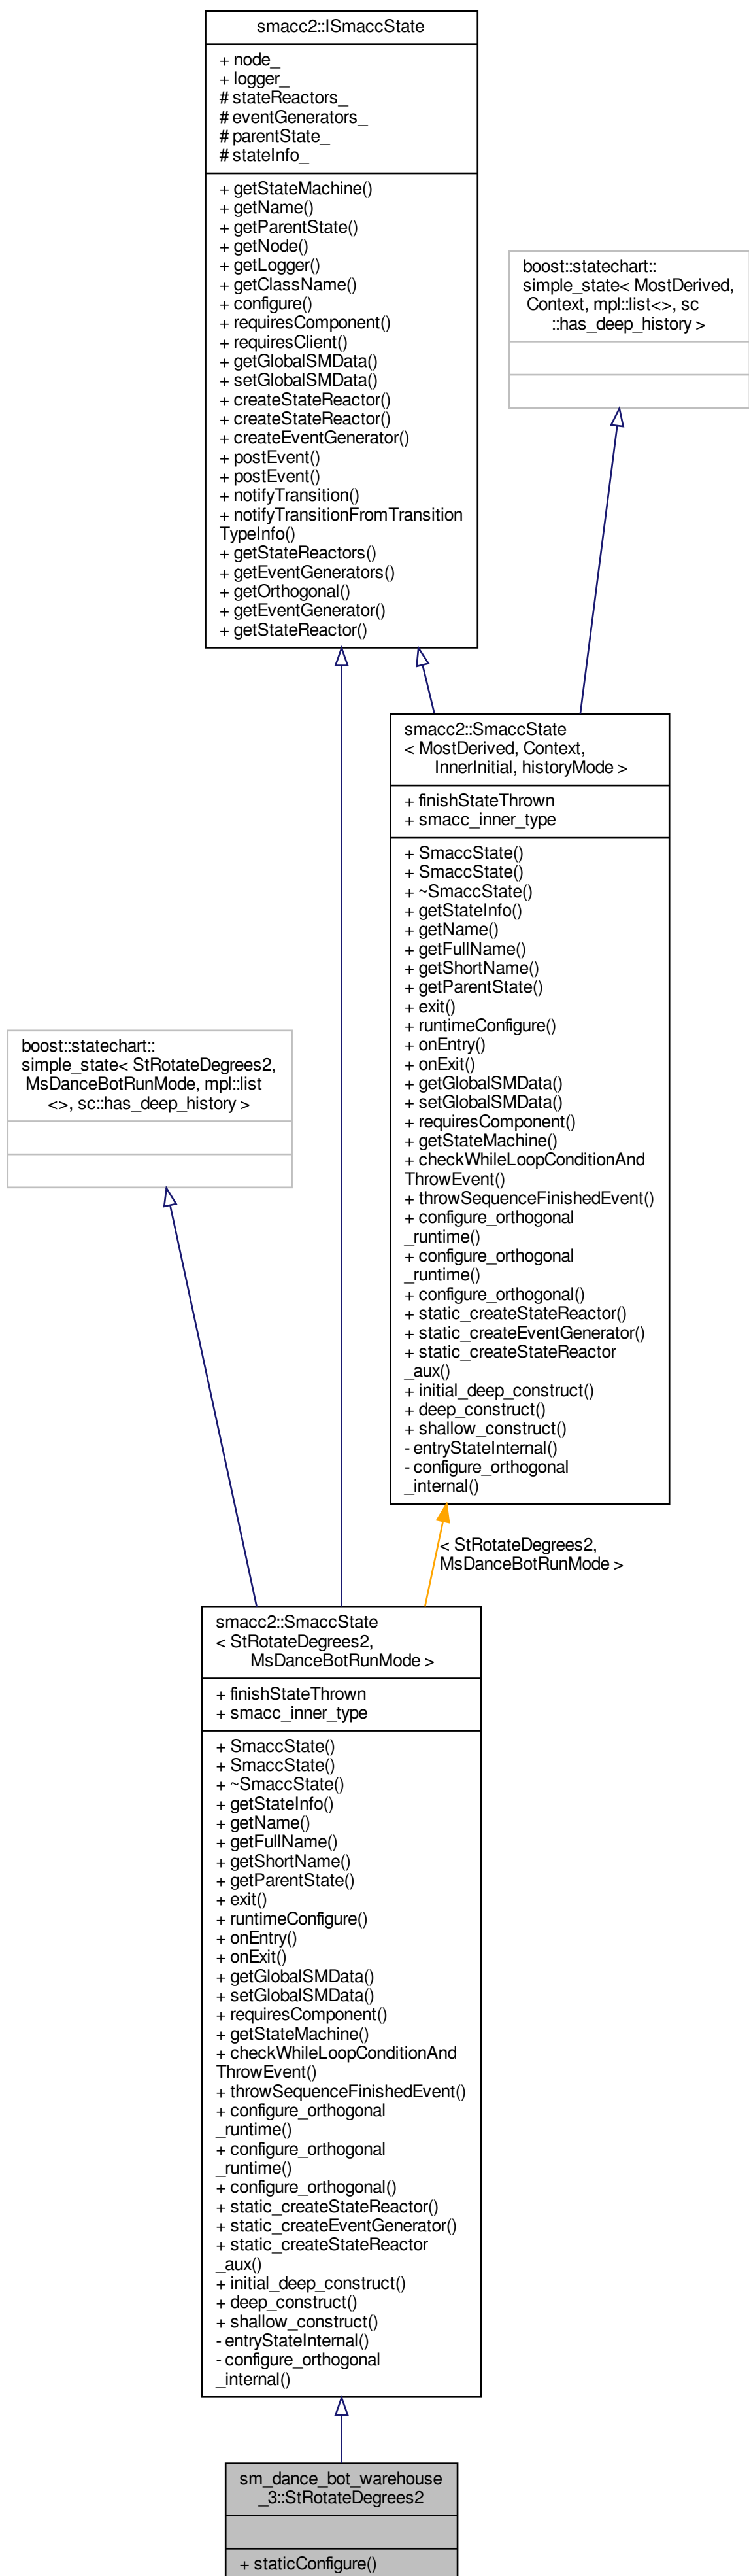 smacc2::ISmaccState
+ node_
+ logger_
# stateReactors_
# eventGenerators_
# parentState_
# stateInfo_
+ getStateMachine()
+ getName()
+ getParentState()
+ getNode()
+ getLogger()
+ getClassName()
+ configure()
+ requiresComponent()
+ requiresClient()
+ getGlobalSMData()
+ setGlobalSMData()
+ createStateReactor()
+ createStateReactor()
+ createEventGenerator()
+ postEvent()
+ postEvent()
+ notifyTransition()
+ notifyTransitionFromTransition
TypeInfo()
+ getStateReactors()
+ getEventGenerators()
+ getOrthogonal()
+ getEventGenerator()
+ getStateReactor()
boost::statechart::
simple_state< MostDerived,
Context, mpl::list<>, sc
::has_deep_history >
smacc2::SmaccState
< MostDerived, Context,
InnerInitial, historyMode >
+ finishStateThrown
+ smacc_inner_type
+ SmaccState()
+ SmaccState()
+ ~SmaccState()
+ getStateInfo()
+ getName()
+ getFullName()
+ getShortName()
+ getParentState()
+ exit()
+ runtimeConfigure()
+ onEntry()
+ onExit()
+ getGlobalSMData()
+ setGlobalSMData()
+ requiresComponent()
+ getStateMachine()
+ checkWhileLoopConditionAnd
ThrowEvent()
+ throwSequenceFinishedEvent()
+ configure_orthogonal
_runtime()
+ configure_orthogonal
_runtime()
+ configure_orthogonal()
+ static_createStateReactor()
+ static_createEventGenerator()
+ static_createStateReactor
_aux()
+ initial_deep_construct()
+ deep_construct()
+ shallow_construct()
- entryStateInternal()
- configure_orthogonal
_internal()
boost::statechart::
simple_state< StRotateDegrees2,
MsDanceBotRunMode, mpl::list
<>, sc::has_deep_history >
< StRotateDegrees2,
MsDanceBotRunMode >
smacc2::SmaccState
< StRotateDegrees2,
MsDanceBotRunMode >
+ finishStateThrown
+ smacc_inner_type
+ SmaccState()
+ SmaccState()
+ ~SmaccState()
+ getStateInfo()
+ getName()
+ getFullName()
+ getShortName()
+ getParentState()
+ exit()
+ runtimeConfigure()
+ onEntry()
+ onExit()
+ getGlobalSMData()
+ setGlobalSMData()
+ requiresComponent()
+ getStateMachine()
+ checkWhileLoopConditionAnd
ThrowEvent()
+ throwSequenceFinishedEvent()
+ configure_orthogonal
_runtime()
+ configure_orthogonal
_runtime()
+ configure_orthogonal()
+ static_createStateReactor()
+ static_createEventGenerator()
+ static_createStateReactor
_aux()
+ initial_deep_construct()
+ deep_construct()
+ shallow_construct()
- entryStateInternal()
- configure_orthogonal
_internal()
sm_dance_bot_warehouse
_3::StRotateDegrees2
+ staticConfigure()